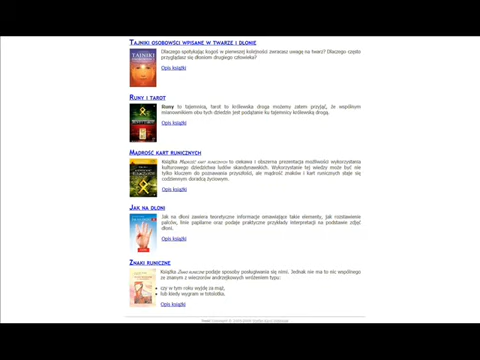 Tajniki osobowości wpisane w twarze i dłonie
Dlaczego spotykając kogoś w pierwszej kolejności zwracasz uwagę na twarz? Dlaczego często
przyglądasz się dłoniom drugiego człowieka?
Opis książki
Runy i tarot
Runy to tajemnica, tarot to królewska droga możemy zatem przyjąć, że wspólnym
mianownikiem obu tych dziedzin jest podążanie ku tajemnicy królewską drogą.
Opis książki
Mądrość kart runicznych
Książka Mądrość kart runicznych to ciekawa i obszerna prezentacja możliwości wykorzystania
kulturowego dziedzictwa ludów skandynawskich. Wykorzystanie tej wiedzy może być nie
tylko kluczem do poznawania przyszłości, ale mądrość znaków i kart runicznych staje się
codziennym doradcą życiowym.
Opis książki
Jak na dłoni
Jak na dłoni zawiera teoretyczne informacje omawiające takie elementy, jak rozstawienie
palców, linie papilarne oraz podaje praktyczne przykłady interpretacji na podstawie zdjęć
dłoni.
Opis książki
Znaki runiczne
Książka Znaki runiczne podaje sposoby posługiwania się nimi. Jednak nie ma to nic wspólnego
ze znanym z wieczorów andrzejkowych wróżeniem typu:
czy w tym roku wyjdę za mąż,
lub kiedy wygram w totolotka.
Opis książki